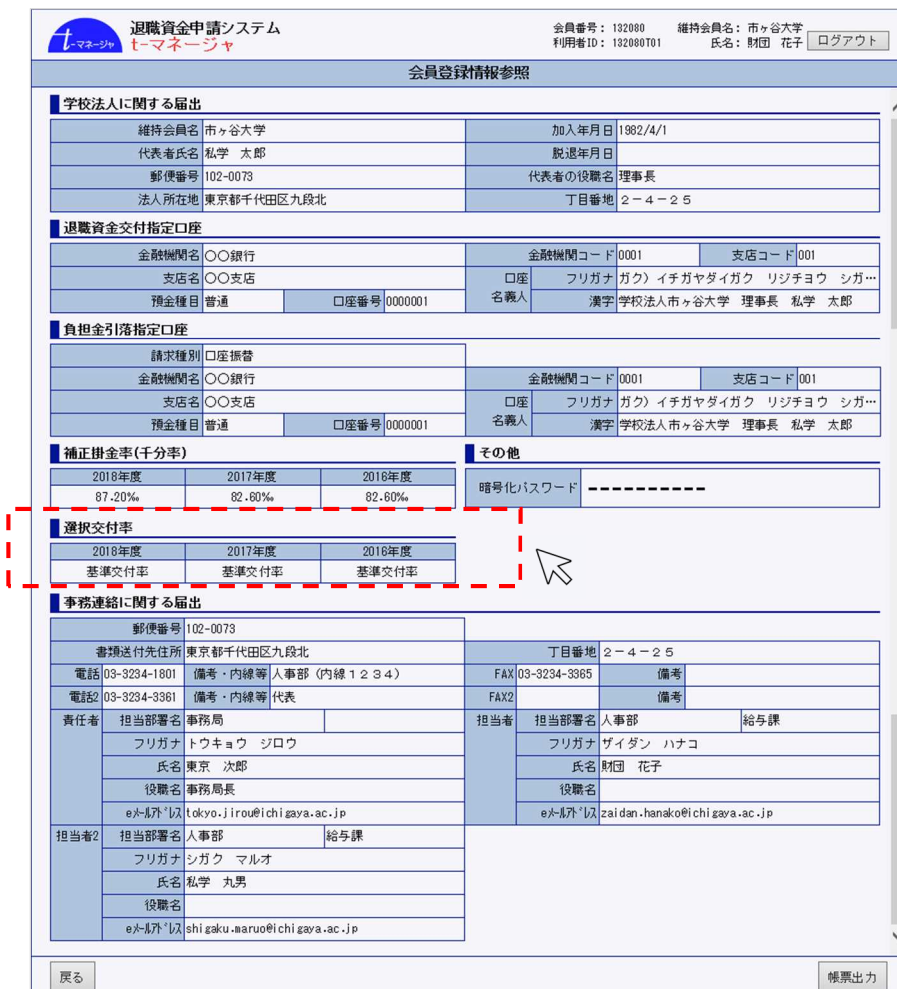 t-マネージャ 退職資金申請システム 会員番号: 132080 維持会員名: 市ヶ谷大学
t-マネージャ 利用者ID: 132080T01 氏名: 財団 花子 ログアウト
会員登録情報参照
学校法人に関する届出
維持会員名 市ヶ谷大学 加入年月日 1982/4/1
代表者氏名 私学 太郎 脱退年月日
郵便番号 102-0073 代表者の役職名 理事長
法人所在地 東京都千代田区九段北 丁目番地 2-4-25
退職資金交付指定口座
金融機関名 〇〇銀行 金融機関コード 0001 支店コード 001
支店名 〇〇支店 口座名義人 フリガナ ガク) イチガヤダイガク リジチヨウ シガ…
預金種目 普通 口座番号 0000001 漢字 学校法人市ヶ谷大学 理事長 私学 太郎
負担金引落指定口座
請求種別 口座振替
金融機関名 〇〇銀行 金融機関コード 0001 支店コード 001
支店名 〇〇支店 口座名義人 フリガナ ガク) イチガヤダイガク リジチヨウ シガ…
預金種目 普通 口座番号 0000001 漢字 学校法人市ヶ谷大学 理事長 私学 太郎
補正掛金率(千分率) その他
2018年度 2017年度 2016年度 暗号化パスワード ----------
87.20‰ 82.60‰ 82.60‰
選択交付率
2018年度 2017年度 2016年度
基準交付率 基準交付率 基準交付率
事務連絡に関する届出
郵便番号 102-0073
書類送付先住所 東京都千代田区九段北 丁目番地 2-4-25
電話 03-3234-1801 備考・内線等 人事部 (内線1234) FAX 03-3234-3365 備考
電話2 03-3234-3361 備考・内線等 代表 FAX2 備考
責任者 担当部署名 事務局 担当者 担当部署名 人事部 給与課
フリガナ トウキョウ ジロウ フリガナ ザイダン ハナコ
氏名 東京 次郎 氏名 財団 花子
役職名 事務局長 役職名
eメールアドレス tokyo.jirou@ichigaya.ac.jp eメールアドレス zaidan.hanako@ichigaya.ac.jp
担当者2 担当部署名 人事部 給与課
フリガナ シガク マルオ
氏名 私学 丸男
役職名
eメールアドレス shigaku.maruo@ichigaya.ac.jp
戻る 帳票出力